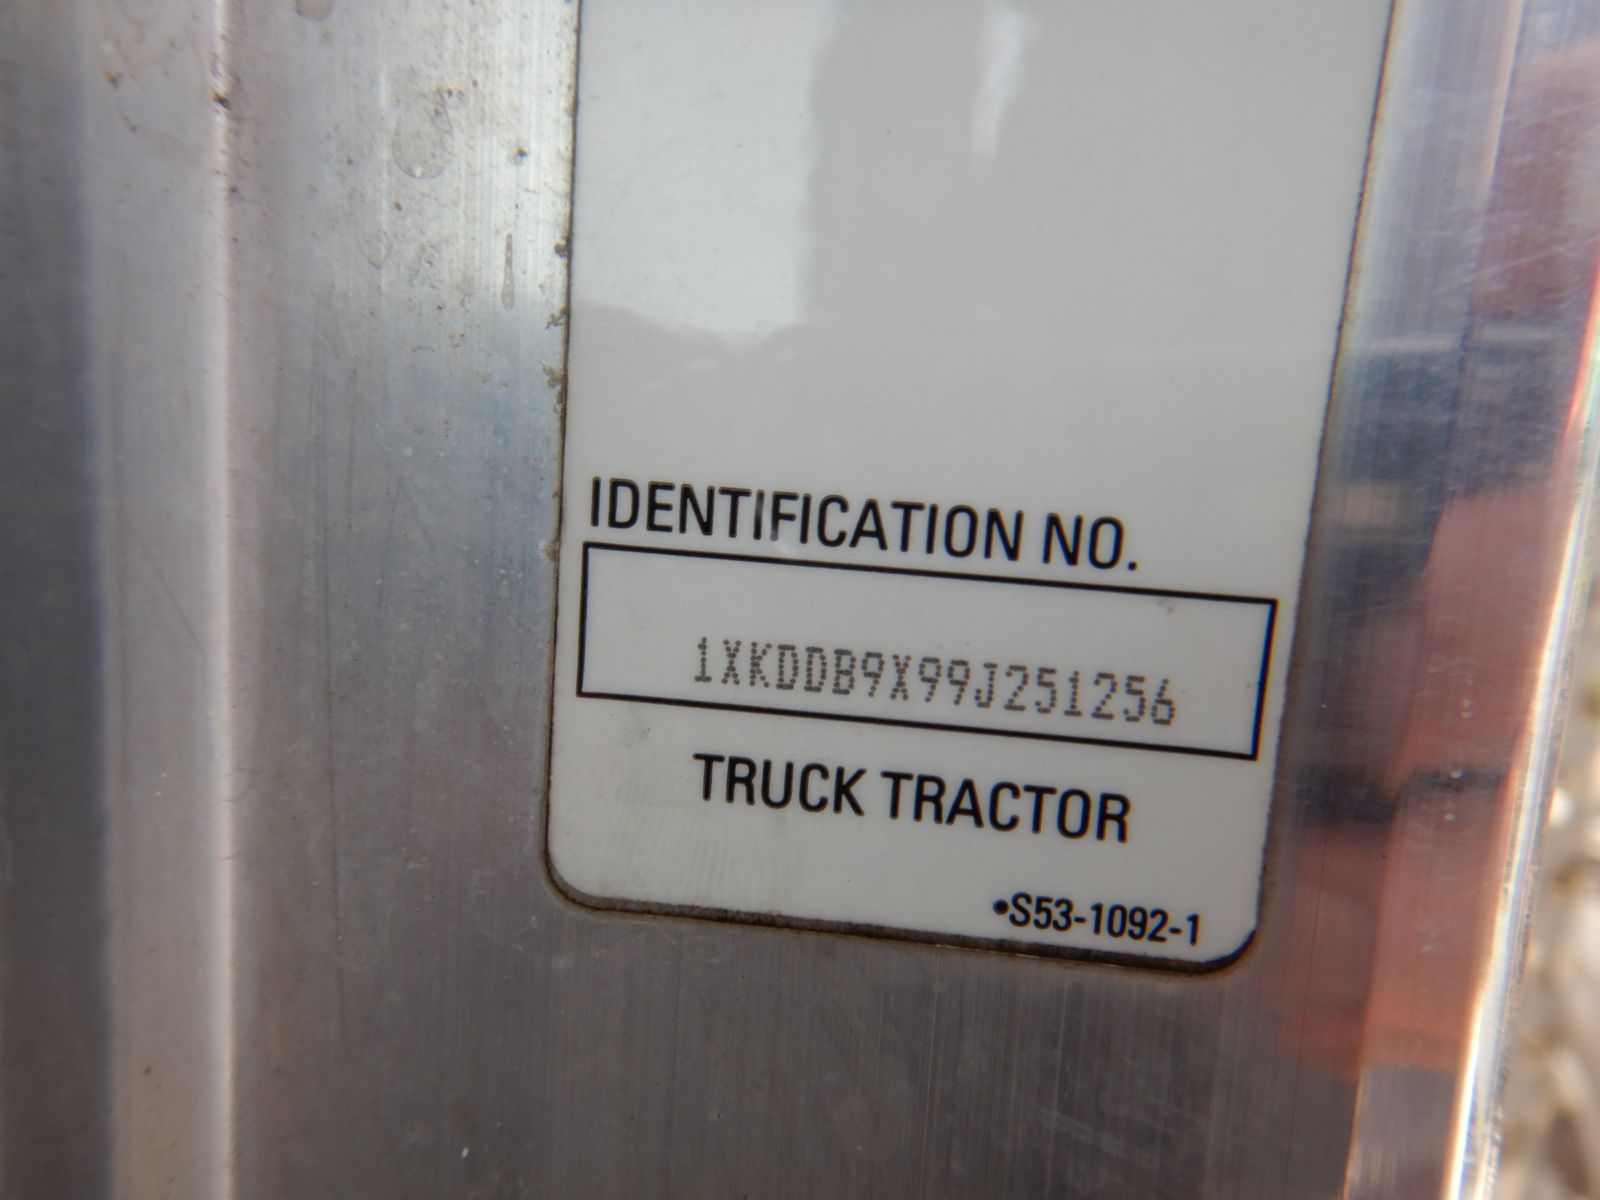 IDENTIFICATION NO.
1XKDDB9X99J251256
TRUCK TRACTOR
•S53-1092-1